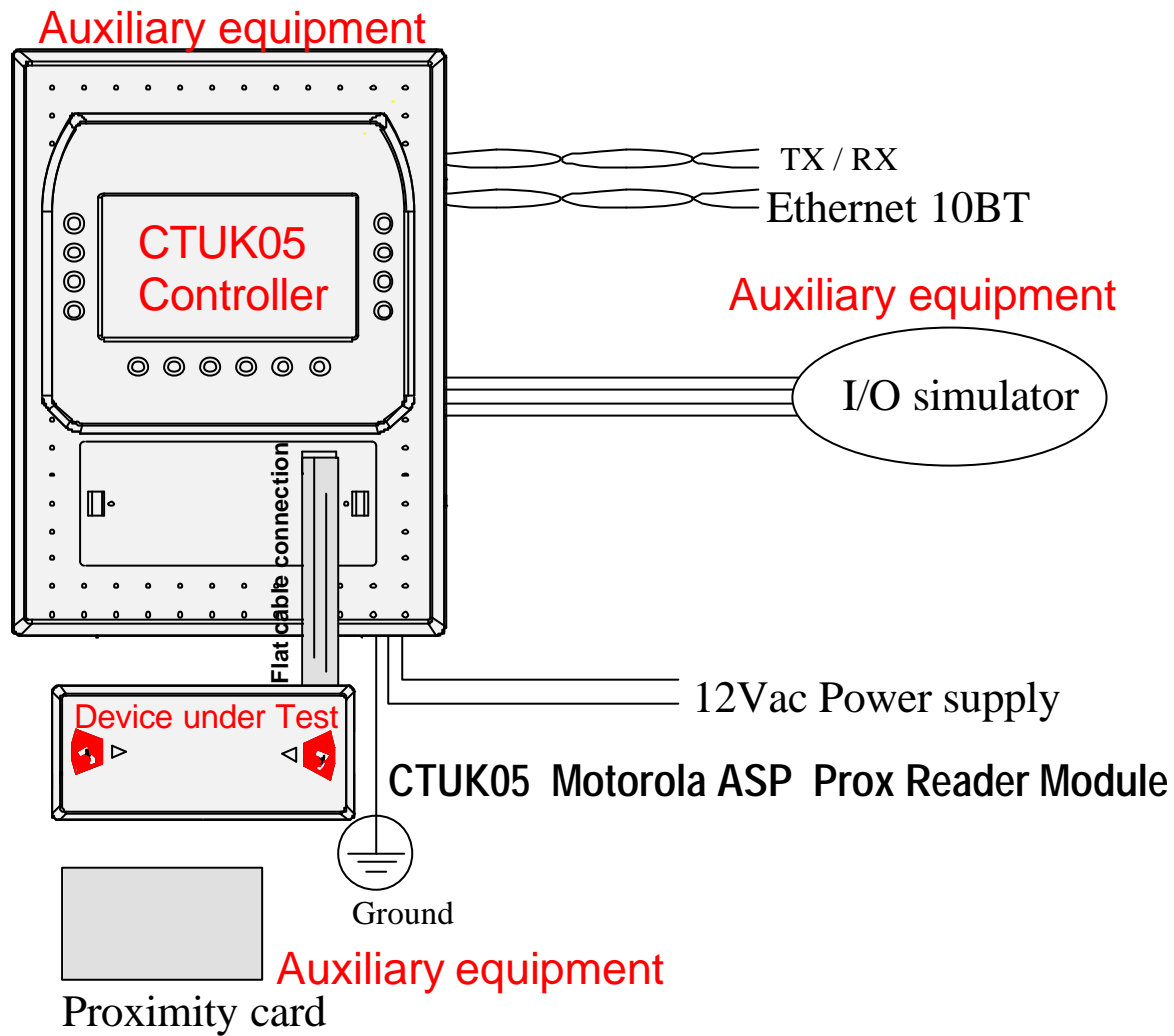 Auxiliary equipment
TX / RX
Ethernet 10BT
CTUK05
Controller
Auxiliary equipment
I/O simulator
Flat cable connection
12Vac Power supply
Device under Test
CTUK05 Motorola ASP Prox Reader Module
Ground
Auxiliary equipment
Proximity card